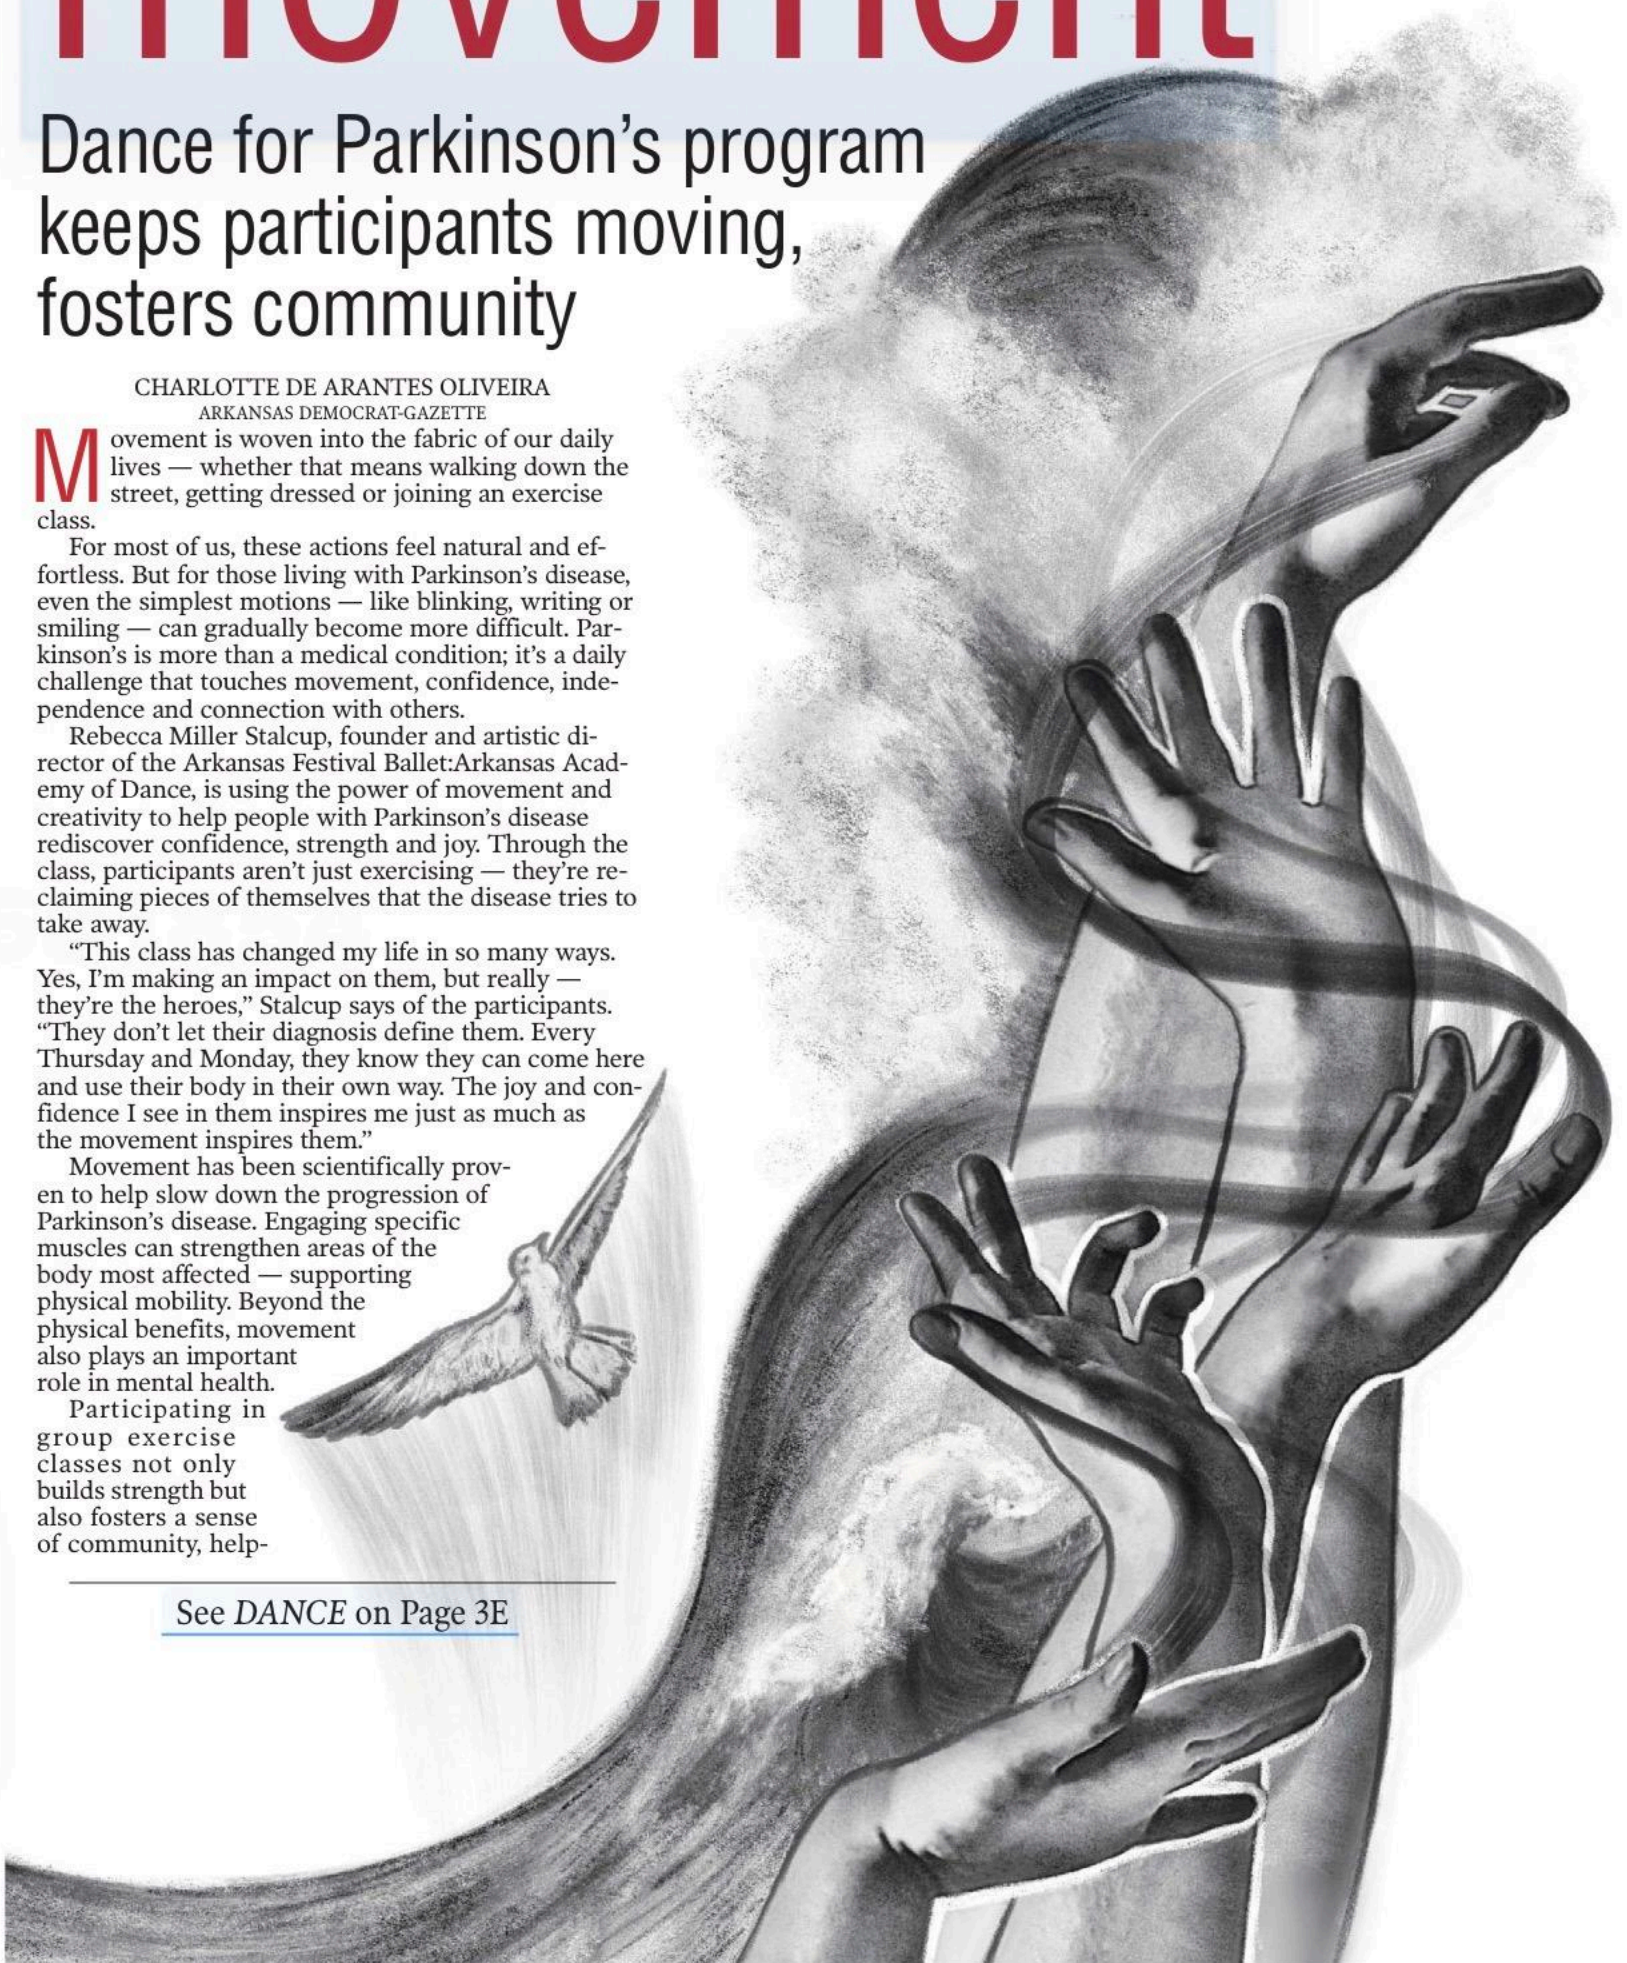 movement
Dance for Parkinson's program
keeps participants moving,
fosters community
CHARLOTTE DE ARANTES OLIVEIRA
ARKANSAS DEMOCRAT-GAZETTE
Movement is woven into the fabric of our daily
lives — whether that means walking down the
street, getting dressed or joining an exercise
class.
For most of us, these actions feel natural and ef-
fortless. But for those living with Parkinson's disease,
even the simplest motions — like blinking, writing or
smiling — can gradually become more difficult. Par-
kinson's is more than a medical condition; it's a daily
challenge that touches movement, confidence, inde-
pendence and connection with others.
Rebecca Miller Stalcup, founder and artistic di-
rector of the Arkansas Festival Ballet:Arkansas Acad-
emy of Dance, is using the power of movement and
creativity to help people with Parkinson's disease
rediscover confidence, strength and joy. Through the
class, participants aren't just exercising — they're re-
claiming pieces of themselves that the disease tries to
take away.
“This class has changed my life in so many ways.
Yes, I'm making an impact on them, but really —
they're the heroes,” Stalcup says of the participants.
“They don't let their diagnosis define them. Every
Thursday and Monday, they know they can come here
and use their body in their own way. The joy and con-
fidence I see in them inspires me just as much as
the movement inspires them.”
Movement has been scientifically prov-
en to help slow down the progression of
Parkinson's disease. Engaging specific
muscles can strengthen areas of the
body most affected — supporting
physical mobility. Beyond the
physical benefits, movement
also plays an important
role in mental health.
Participating in
group exercise
classes not only
builds strength but
also fosters a sense
of community, help-
See DANCE on Page 3E